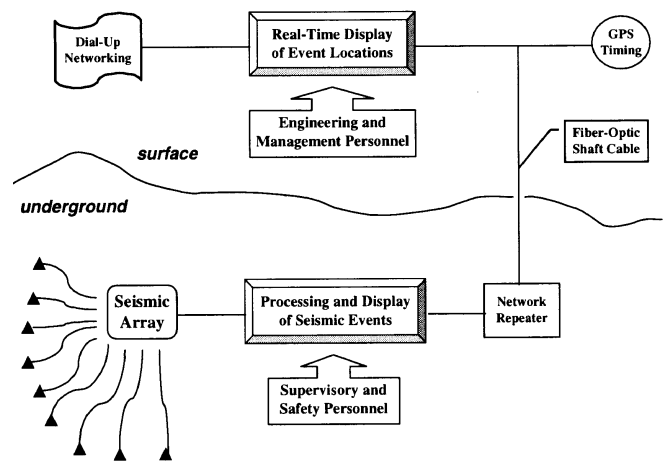 Dial-Up
Networking
Real-Time Display
of Event Locations
GPS
Timing
Engineering and
Management Personnel
Fiber-Optic
Shaft Cable
surface
underground
Seismic
Array
Processing and Display
of Seismic Events
Network
Repeater
Supervisory and
Safety Personnel